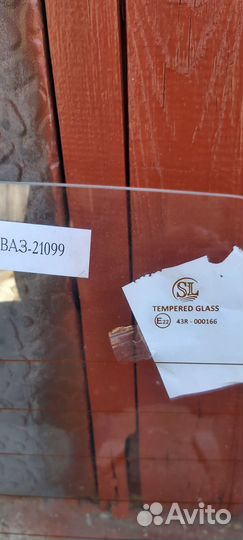 ВАЗ-21099
SL
TEMPERED GLASS
E22 43R - 000166
Avito